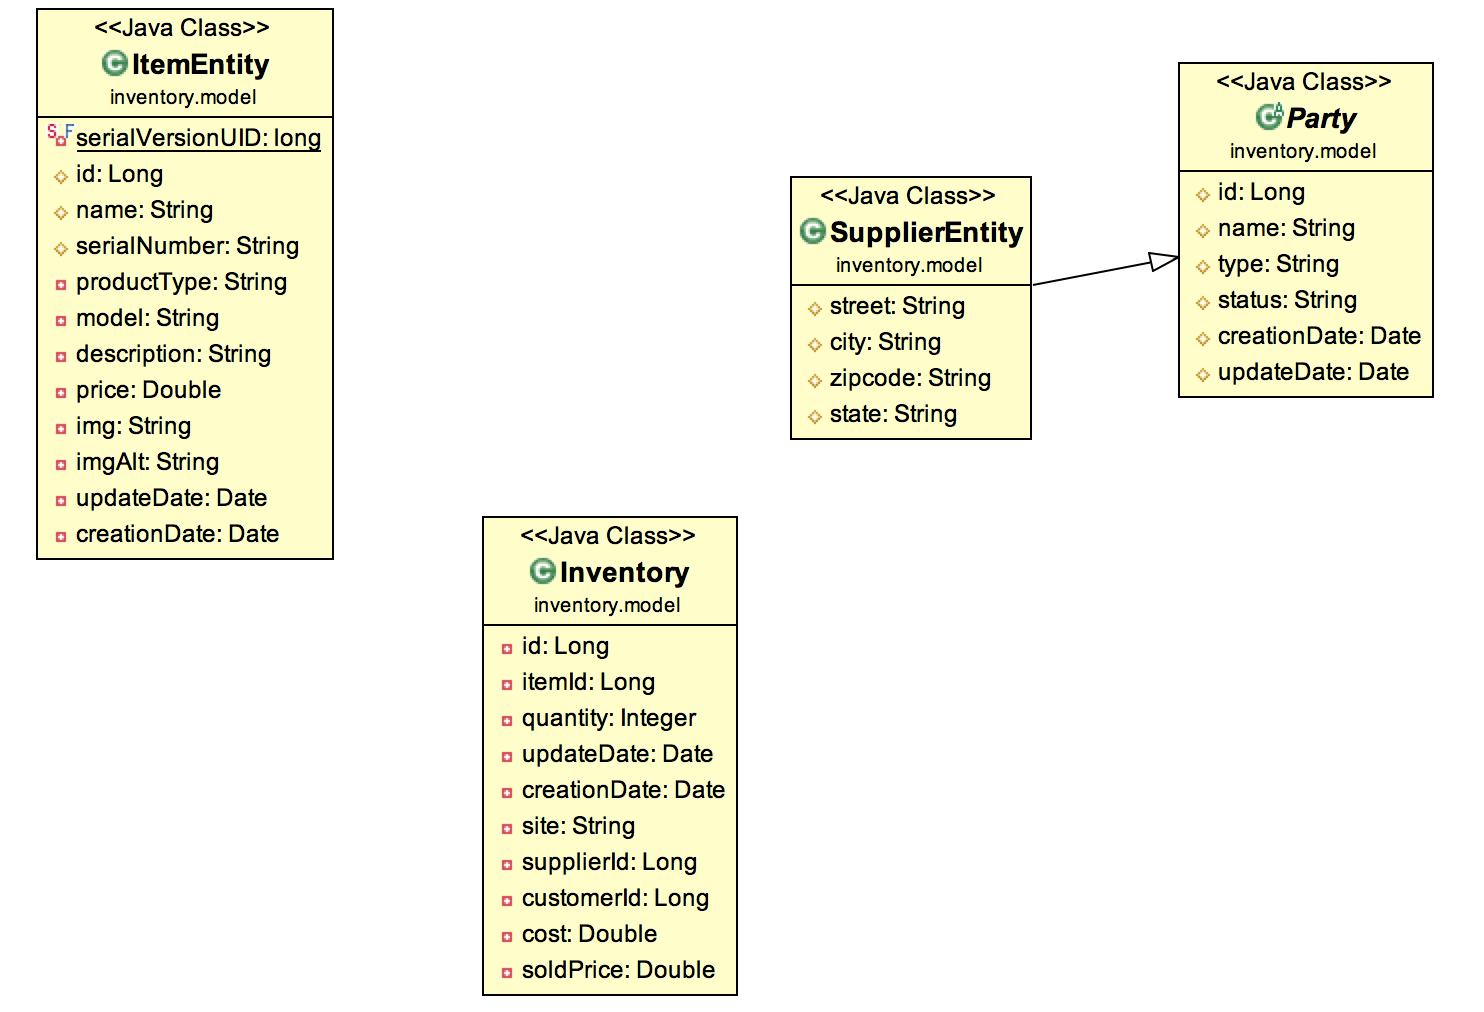 <<Java Class>>
ItemEntity
inventory.model
serialVersionUID: long
id: Long
name: String
serialNumber: String
productType: String
model: String
description: String
price: Double
img: String
imgAlt: String
updateDate: Date
creationDate: Date
<<Java Class>>
SupplierEntity
inventory.model
street: String
city: String
zipcode: String
state: String
<<Java Class>>
Party
inventory.model
id: Long
name: String
type: String
status: String
creationDate: Date
updateDate: Date
<<Java Class>>
Inventory
inventory.model
id: Long
itemId: Long
quantity: Integer
updateDate: Date
creationDate: Date
site: String
supplierId: Long
customerId: Long
cost: Double
soldPrice: Double